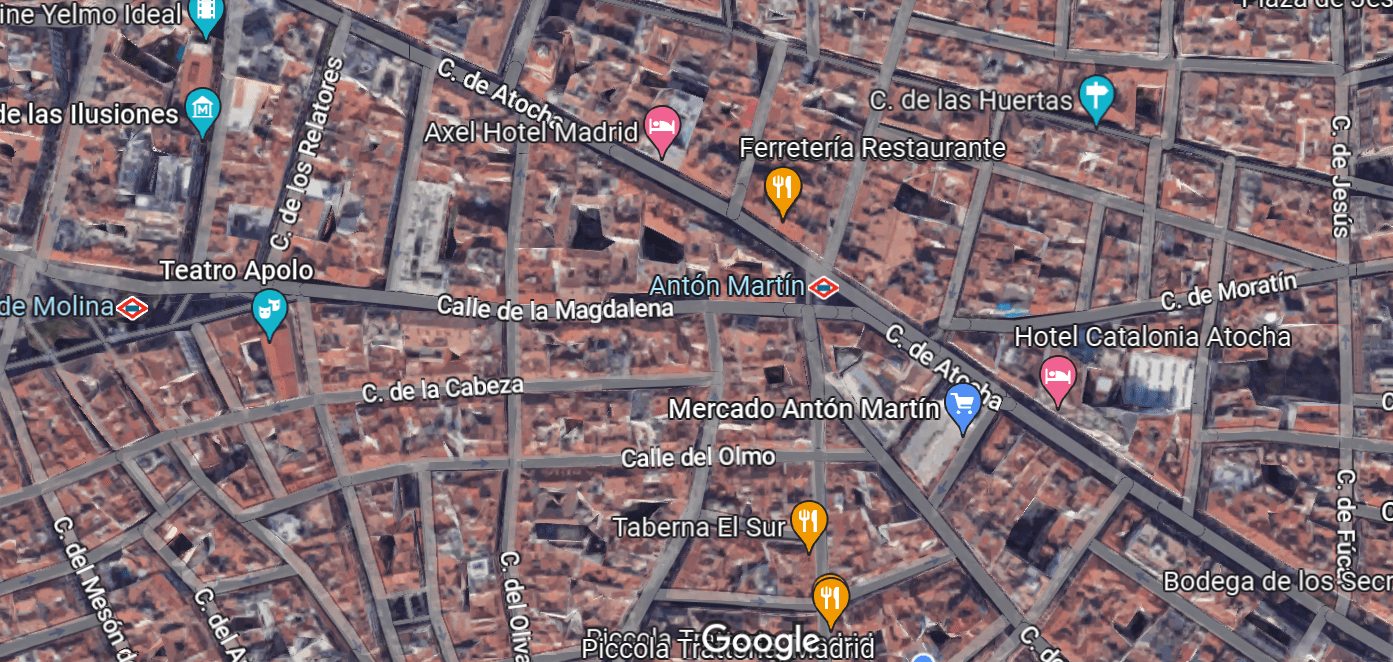 ine Yelmo Ideal
C. de Atocha
de las Ilusiones
C. de los Relatores
Axel Hotel Madrid
C. de las Huertas
Ferretería Restaurante
C. de Jesús
Teatro Apolo
de Molina
Antón Martín
Calle de la Magdalena
C. de Moratín
Hotel Catalonia Atocha
C. de Atocha
C. de la Cabeza
Mercado Antón Martín
Calle del Olmo
C. de Fúc
Taberna El Sur
Bodega de los Secr
C. del Mesón d
C. del A
C. del Oliva
Piccola Trattoria Madrid
Google
C. de